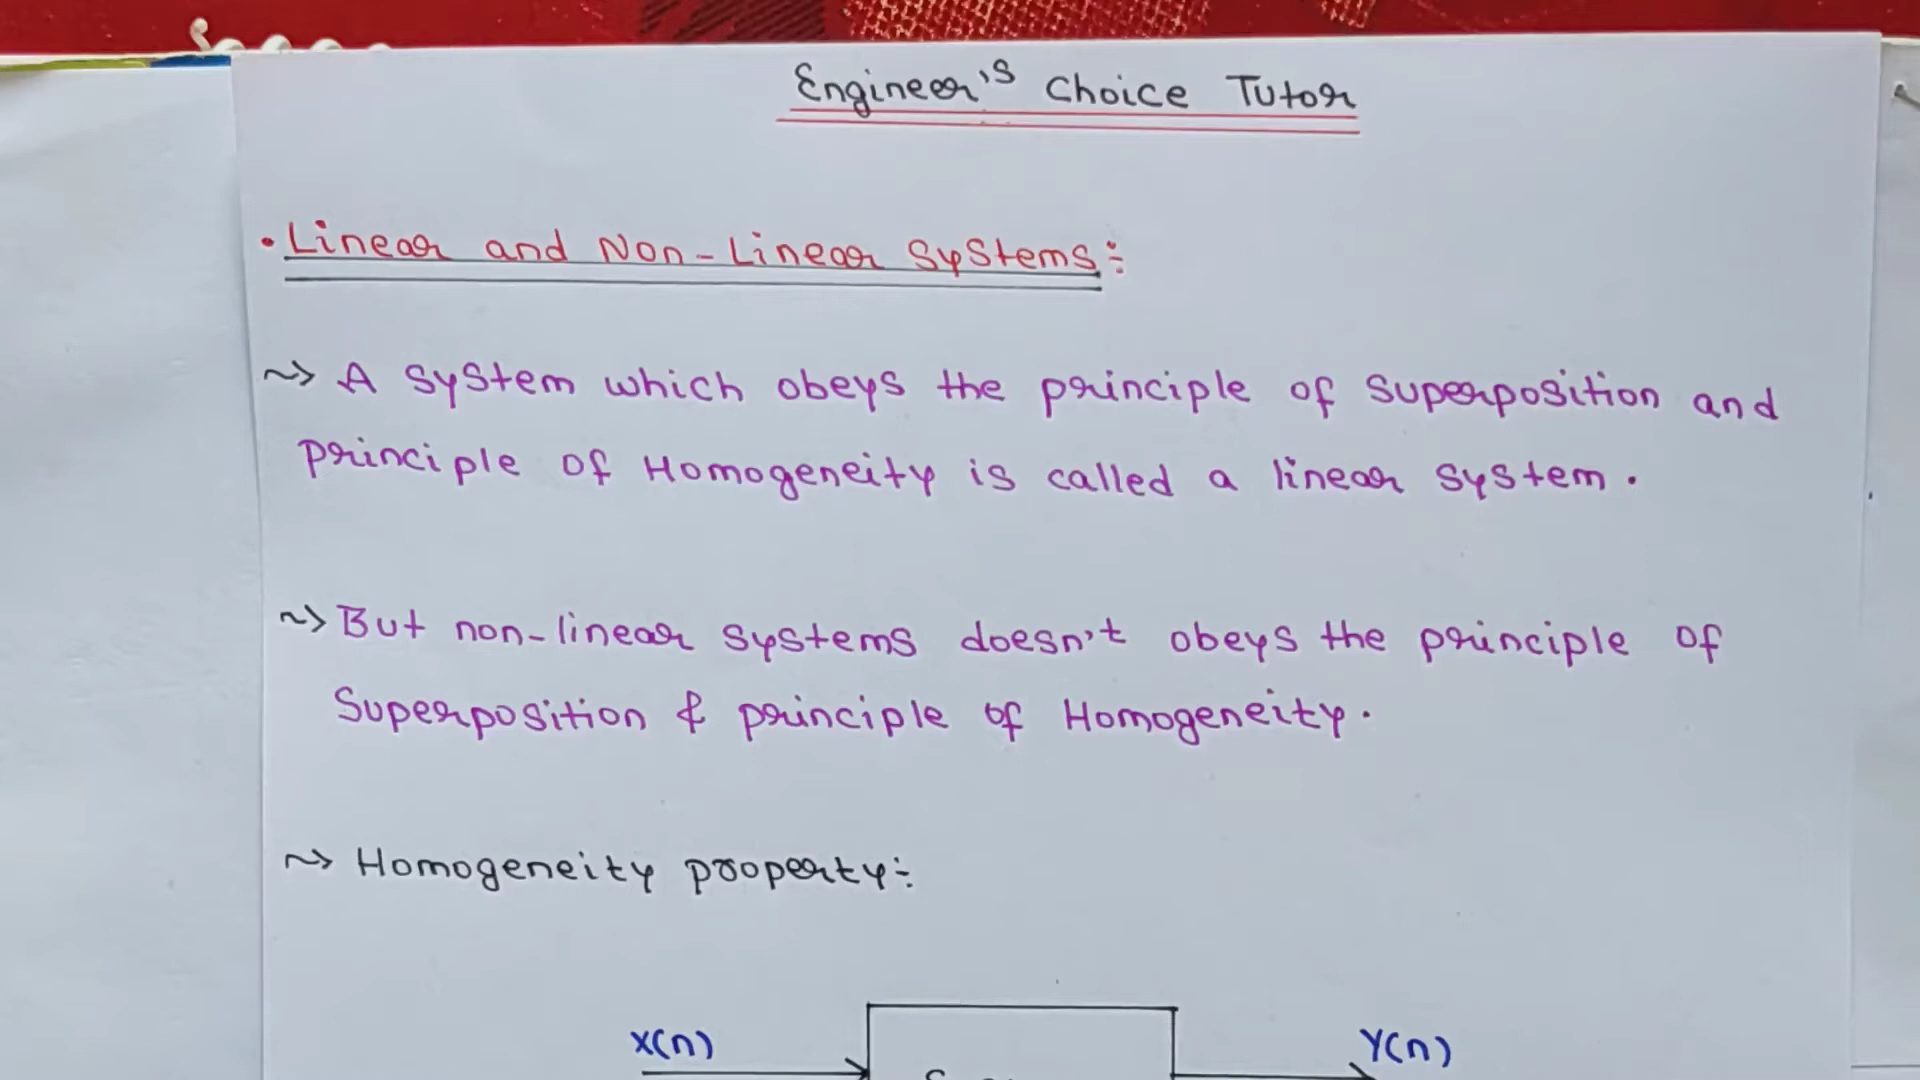 Engineer's Choice Tutor
• Linear and Non-Linear Systems:
~> A system which obeys the principle of superposition and
principle of Homogeneity is called a linear system.
~> But non-linear systems doesn't obeys the principle of
Superposition & principle of Homogeneity.
~> Homogeneity property:
X(n) Y(n)